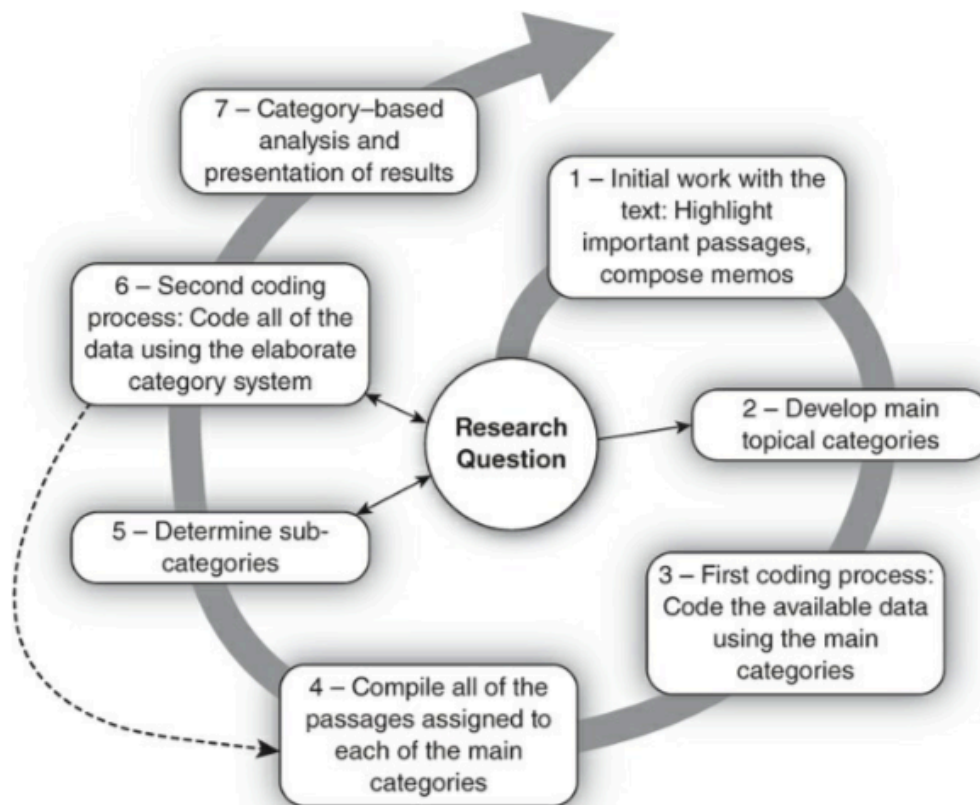 7 – Category–based
analysis and
presentation of results
1 – Initial work with the
text: Highlight
important passages,
compose memos
6 – Second coding
process: Code all of the
data using the elaborate
category system
Research
Question
2 – Develop main
topical categories
5 – Determine sub-
categories
3 – First coding process:
Code the available data
using the main
categories
4 – Compile all of the
passages assigned to
each of the main
categories